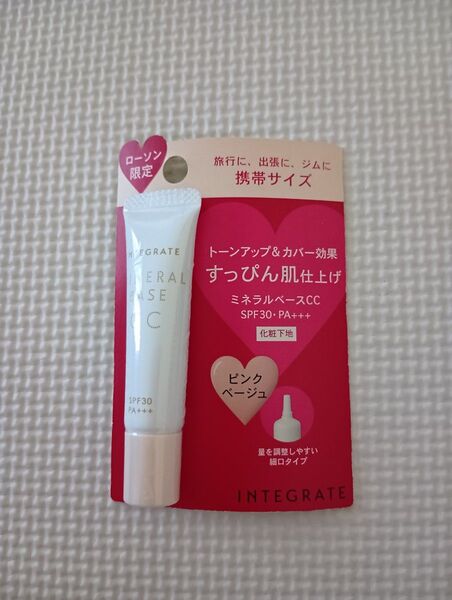 ローソン
限定
旅行に、出張に、ジムに
携帯サイズ
トーンアップ&カバー効果
すっぴん肌仕上げ
ミネラルベースCC
SPF30・PA+++
化粧下地
ピンク
ベージュ
量を調整しやすい
細口タイプ
INTEGRATE
INTEGRATE
INERAL
BASE
CC
SPF30
PA+++